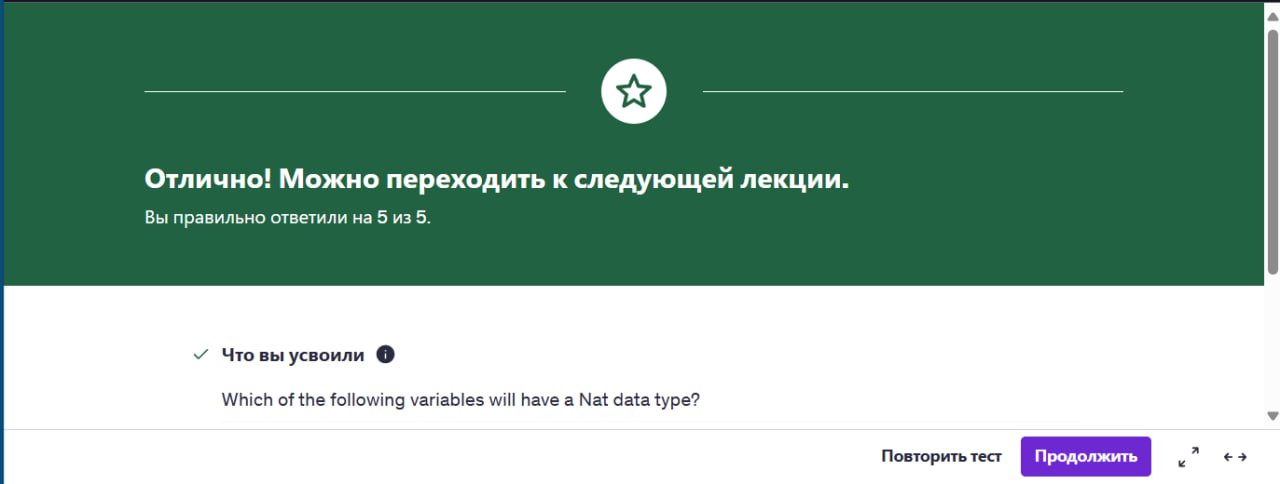 Отлично! Можно переходить к следующей лекции.
Вы правильно ответили на 5 из 5.
Что вы усвоили
Which of the following variables will have a Nat data type?
Повторить тест
Продолжить